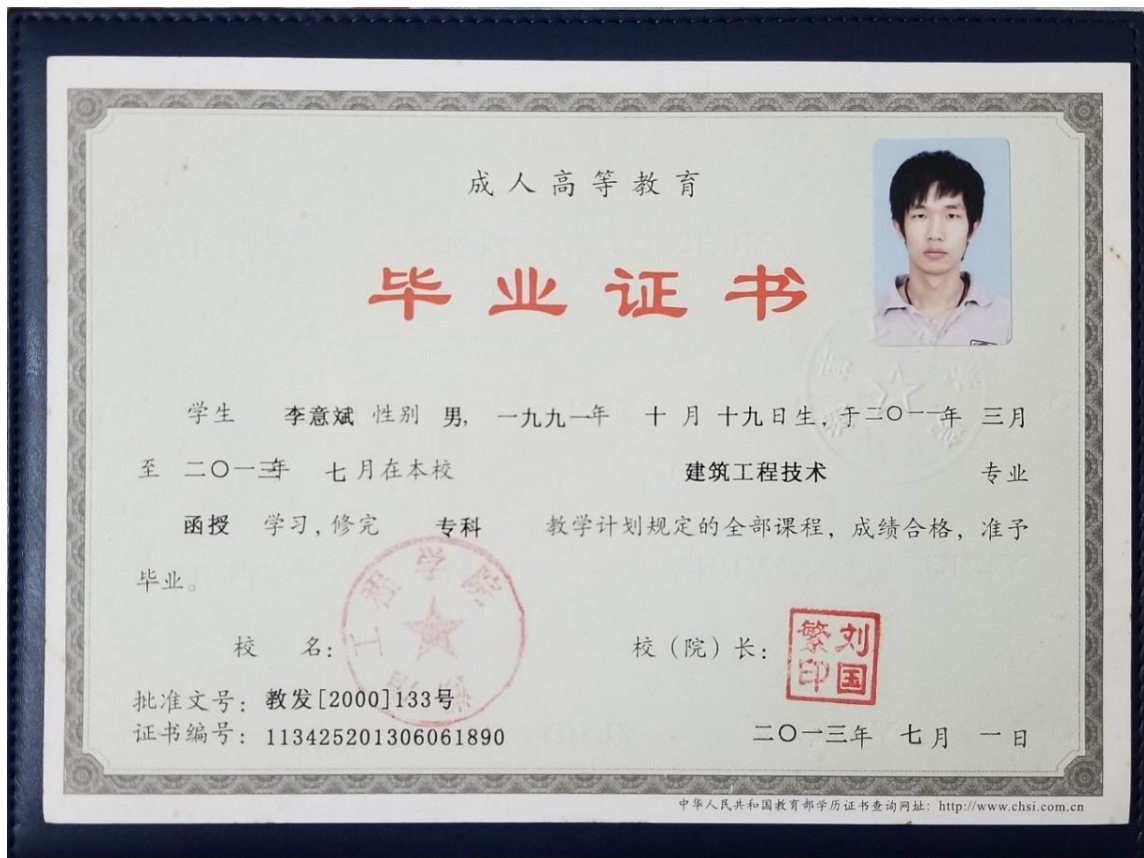 成人高等教育
毕业证书
学生 李意斌 性别 男, 一九九一年 十月十九日生,于二〇一一年 三月
至 二〇一三年 七月在本校 建筑工程技术 专业
函授 学习,修完 专科 教学计划规定的全部课程,成绩合格,准予
毕业。
校 名: 工程学院
校(院)长: 刘国繁印
批准文号: 教发[2000]133号
证书编号: 113425201306061890
二〇一三年 七月 一日
中华人民共和国教育部学历证书查询网址: http://www.chsi.com.cn